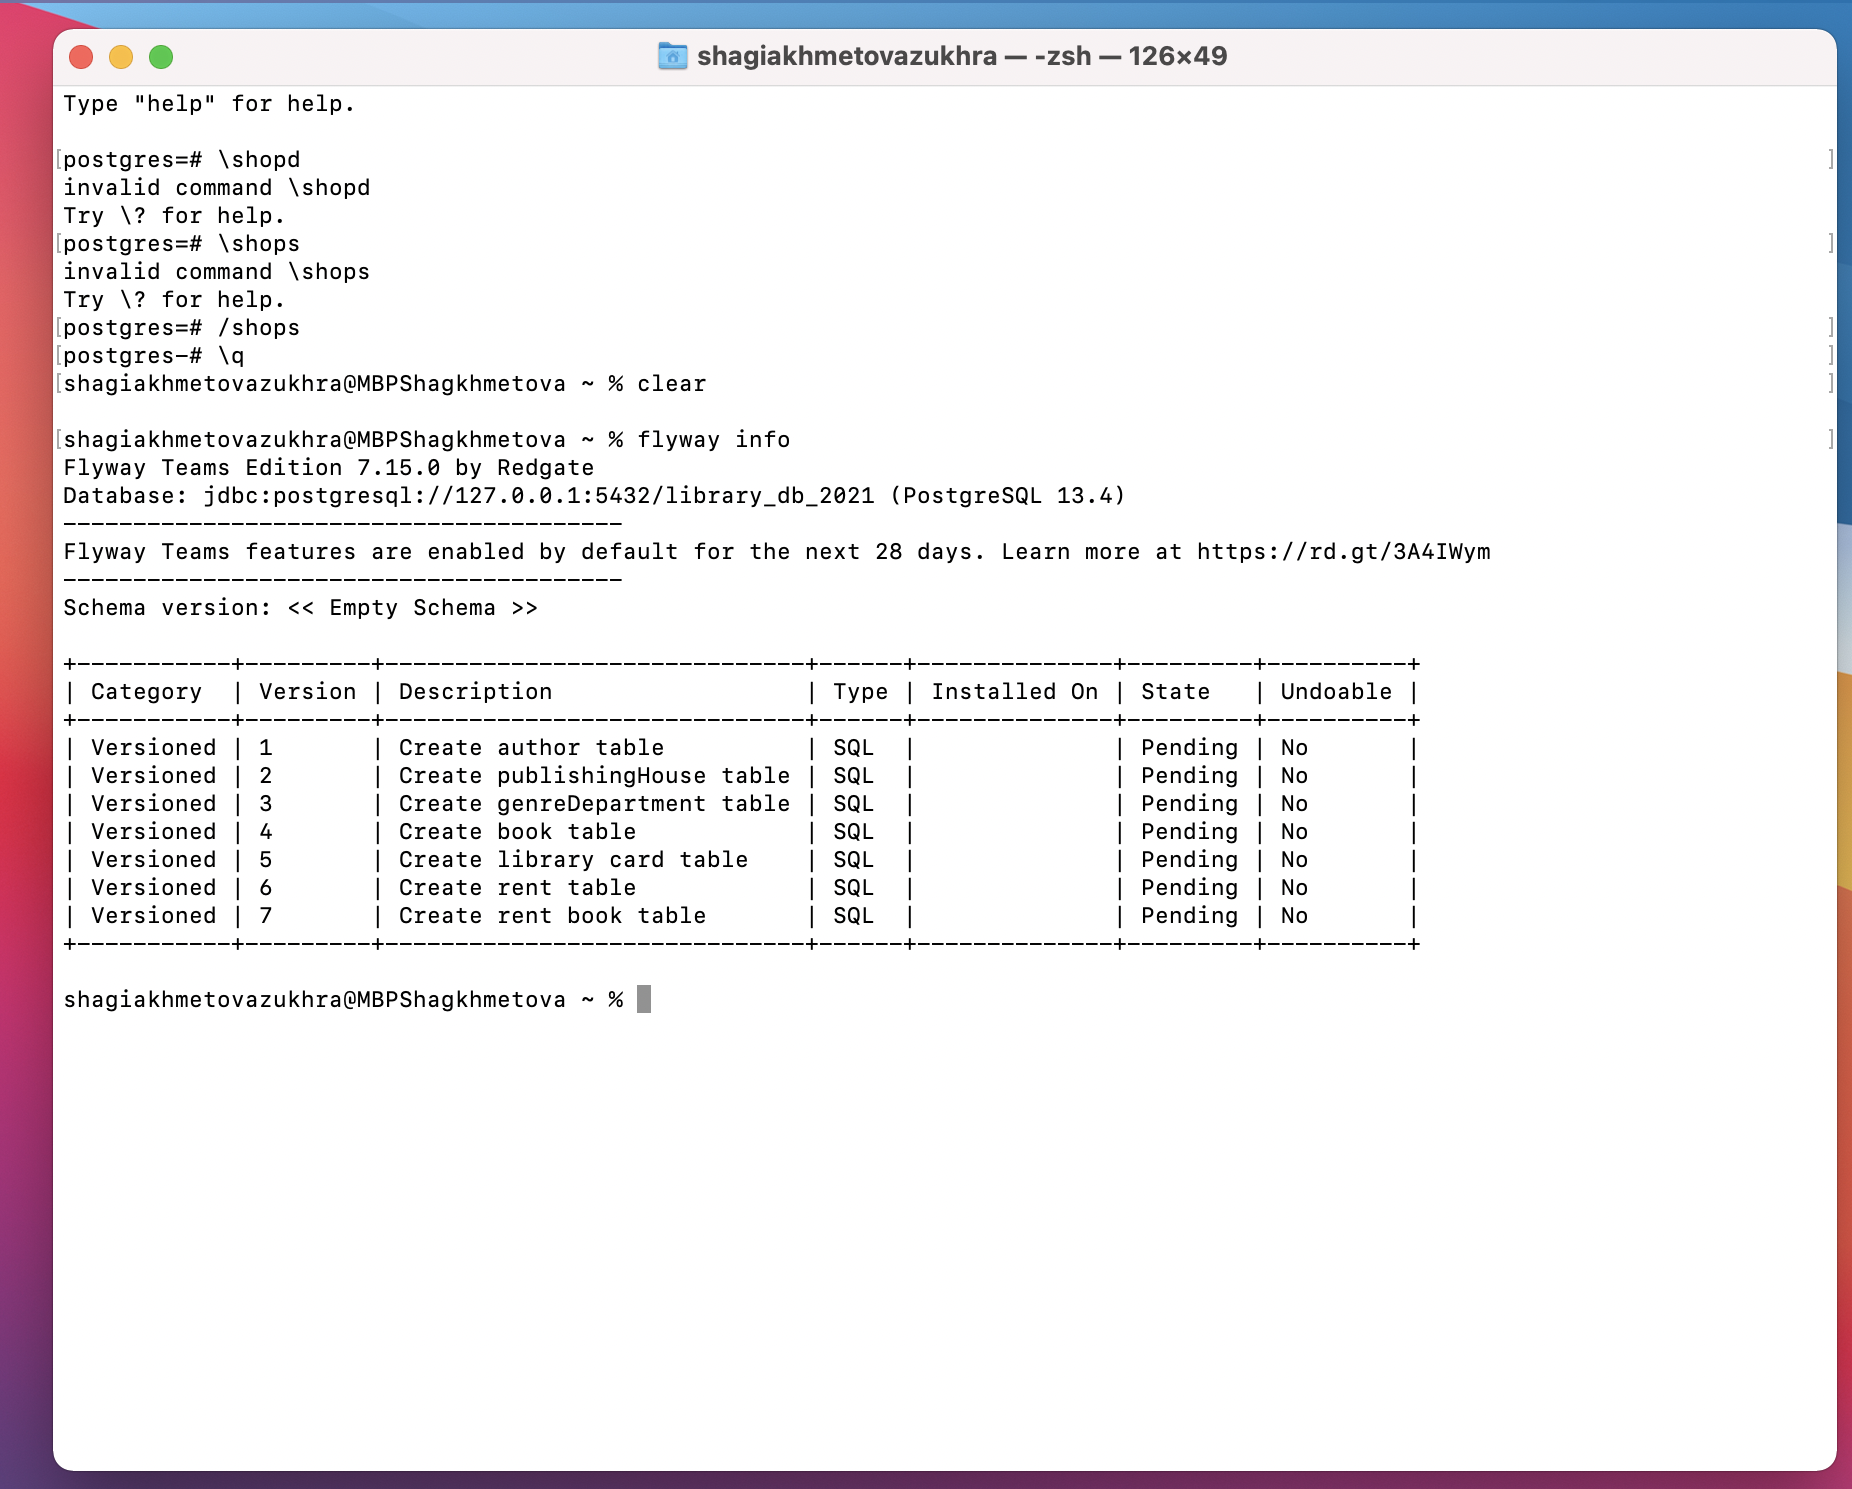 shagiakhmetovazukhra — -zsh — 126×49
Type "help" for help.
[postgres=# \shopd ]
invalid command \shopd
Try \? for help.
[postgres=# \shops ]
invalid command \shops
Try \? for help.
[postgres=# /shops ]
[postgres-# \q ]
[shagiakhmetovazukhra@MBPShagkhmetova ~ % clear ]
[shagiakhmetovazukhra@MBPShagkhmetova ~ % flyway info ]
Flyway Teams Edition 7.15.0 by Redgate
Database: jdbc:postgresql://127.0.0.1:5432/library_db_2021 (PostgreSQL 13.4)
----------------------------------------
Flyway Teams features are enabled by default for the next 28 days. Learn more at https://rd.gt/3A4IWym
----------------------------------------
Schema version: << Empty Schema >>
+-----------+---------+------------------------------+------+--------------+---------+----------+
| Category  | Version | Description                  | Type | Installed On | State   | Undoable |
+-----------+---------+------------------------------+------+--------------+---------+----------+
| Versioned | 1       | Create author table          | SQL  |              | Pending | No       |
| Versioned | 2       | Create publishingHouse table | SQL  |              | Pending | No       |
| Versioned | 3       | Create genreDepartment table | SQL  |              | Pending | No       |
| Versioned | 4       | Create book table            | SQL  |              | Pending | No       |
| Versioned | 5       | Create library card table    | SQL  |              | Pending | No       |
| Versioned | 6       | Create rent table            | SQL  |              | Pending | No       |
| Versioned | 7       | Create rent book table       | SQL  |              | Pending | No       |
+-----------+---------+------------------------------+------+--------------+---------+----------+
shagiakhmetovazukhra@MBPShagkhmetova ~ %